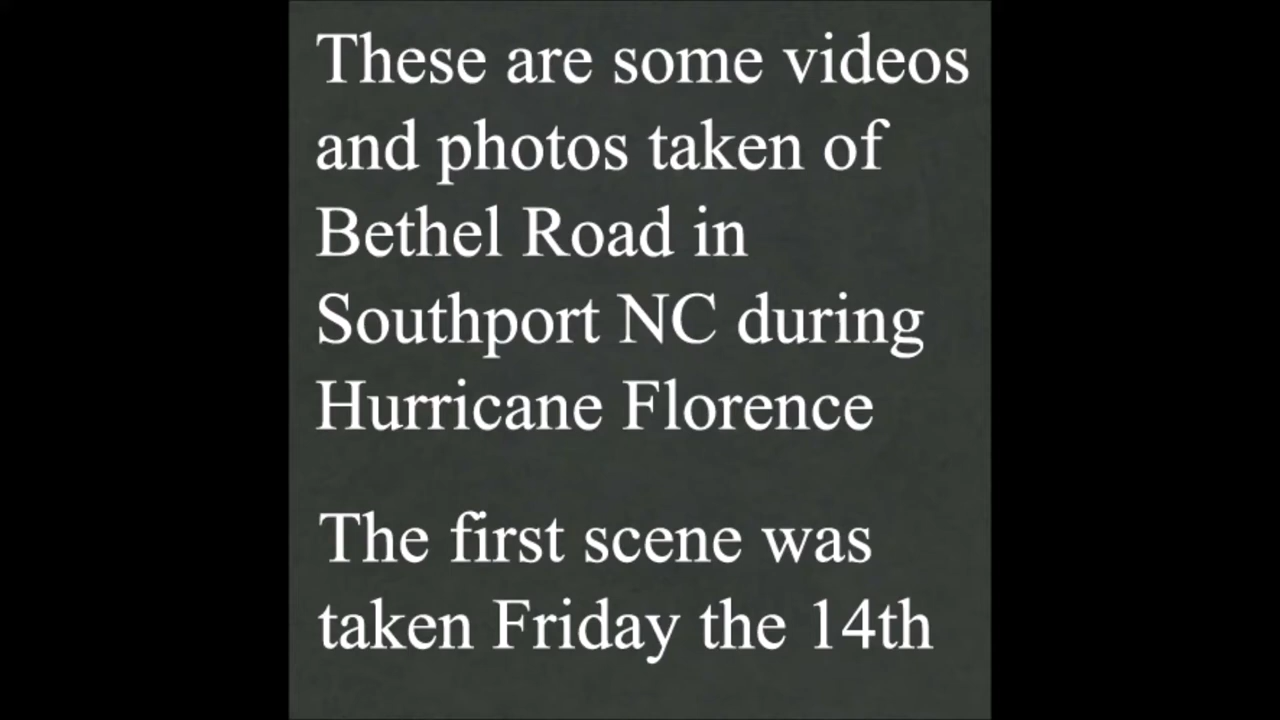 These are some videos
and photos taken of
Bethel Road in
Southport NC during
Hurricane Florence
The first scene was
taken Friday the 14th